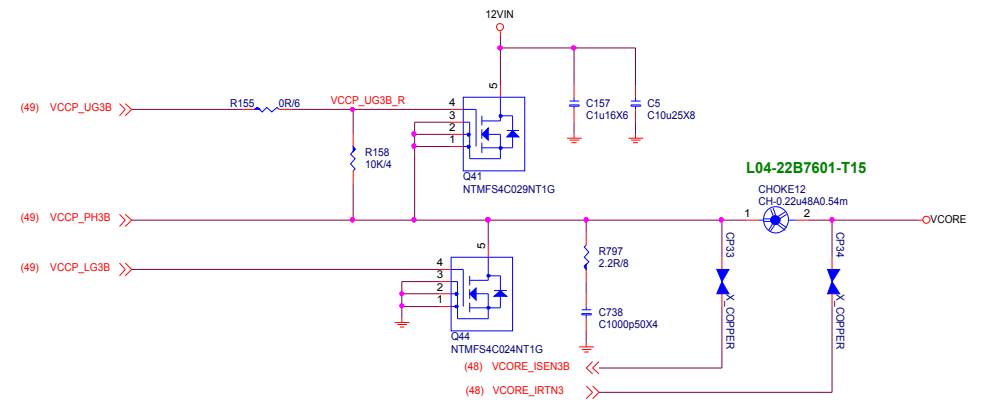 12VIN
5
(49) VCCP_UG3B
R155
0R/6
VCCP_UG3B_R
4
3
2
1
C157
C1u16X6
C5
C10u25X8
R158
10K/4
Q41
NTMFS4C029NT1G
L04-22B7601-T15
CHOKE12
CH-0.22u48A0.54m
(49) VCCP_PH3B
1
2
VCORE
5
CP33
CP34
R797
2.2R/8
(49) VCCP_LG3B
4
3
2
1
X_COPPER
X_COPPER
C738
C1000p50X4
Q44
NTMFS4C024NT1G
(48) VCORE_ISEN3B
(48) VCORE_IRTN3